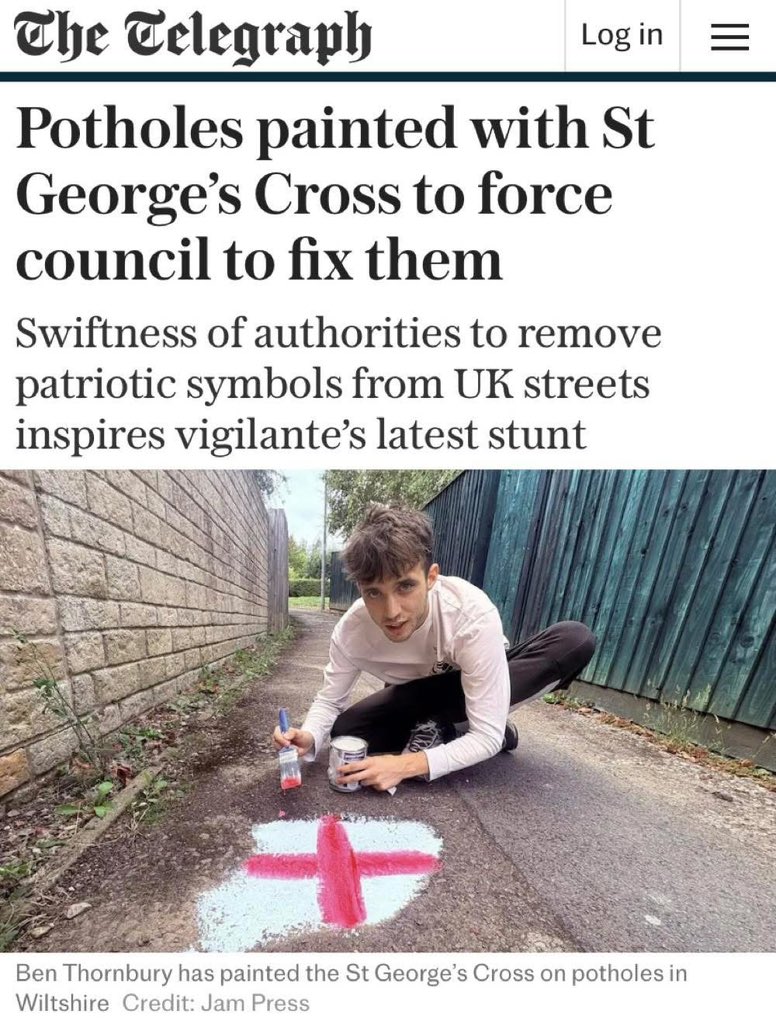 The Telegraph
Log in
Potholes painted with St
George’s Cross to force
council to fix them
Swiftness of authorities to remove
patriotic symbols from UK streets
inspires vigilante’s latest stunt
Ben Thornbury has painted the St George’s Cross on potholes in
Wiltshire Credit: Jam Press